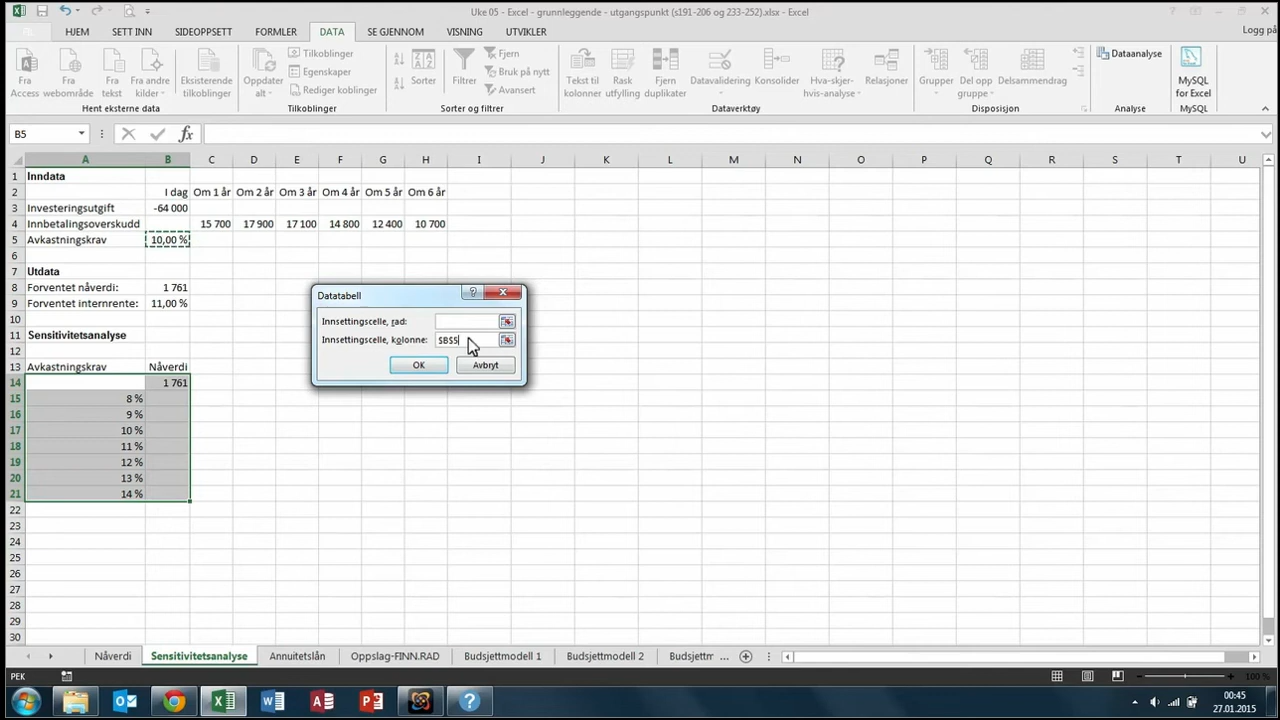 Uke 05 - Excel - grunnleggende - utgangspunkt (s191-206 og 233-252).xlsx - Excel
FIL HJEM SETT INN SIDEOPPSETT FORMLER DATA SE GJENNOM VISNING UTVIKLER Logg på
Fra Access
Fra webområde
Fra tekst
Fra andre kilder
Eksisterende tilkoblinger
Hent eksterne data
Oppdater alt
Tilkoblinger
Egenskaper
Rediger koblinger
Tilkoblinger
Sorter
Filtrer
Fjern
Bruk på nytt
Avansert
Sorter og filtrer
Tekst til kolonner
Rask utfylling
Fjern duplikater
Datavalidering
Konsolider
Hva-skjer-hvis-analyse
Relasjoner
Dataverktøy
Grupper
Del opp gruppe
Delsammendrag
Disposisjon
Dataanalyse
Analyse
MySQL for Excel
MySQL
B5 fx
A B C D E F G H I J K L M N O P Q R S T U
1 Inndata
2 I dag Om 1 år Om 2 år Om 3 år Om 4 år Om 5 år Om 6 år
3 Investeringsutgift -64 000
4 Innbetalingsoverskudd 15 700 17 900 17 100 14 800 12 400 10 700
5 Avkastningskrav 10,00 %
6
7 Utdata
8 Forventet nåverdi: 1 761
9 Forventet internrente: 11,00 %
10
11 Sensitivitetsanalyse
12
13 Avkastningskrav Nåverdi
14 1 761
15 8 %
16 9 %
17 10 %
18 11 %
19 12 %
20 13 %
21 14 %
22
23
24
25
26
27
28
29
30
Datatabell
Innsettingscelle, rad:
Innsettingscelle, kolonne: $B$5
OK Avbryt
Nåverdi Sensitivitetsanalyse Annuitetslån Oppslag-FINN.RAD Budsjettmodell 1 Budsjettmodell 2 Budsjettm ...
PEK 100 %
00:45
27.01.2015